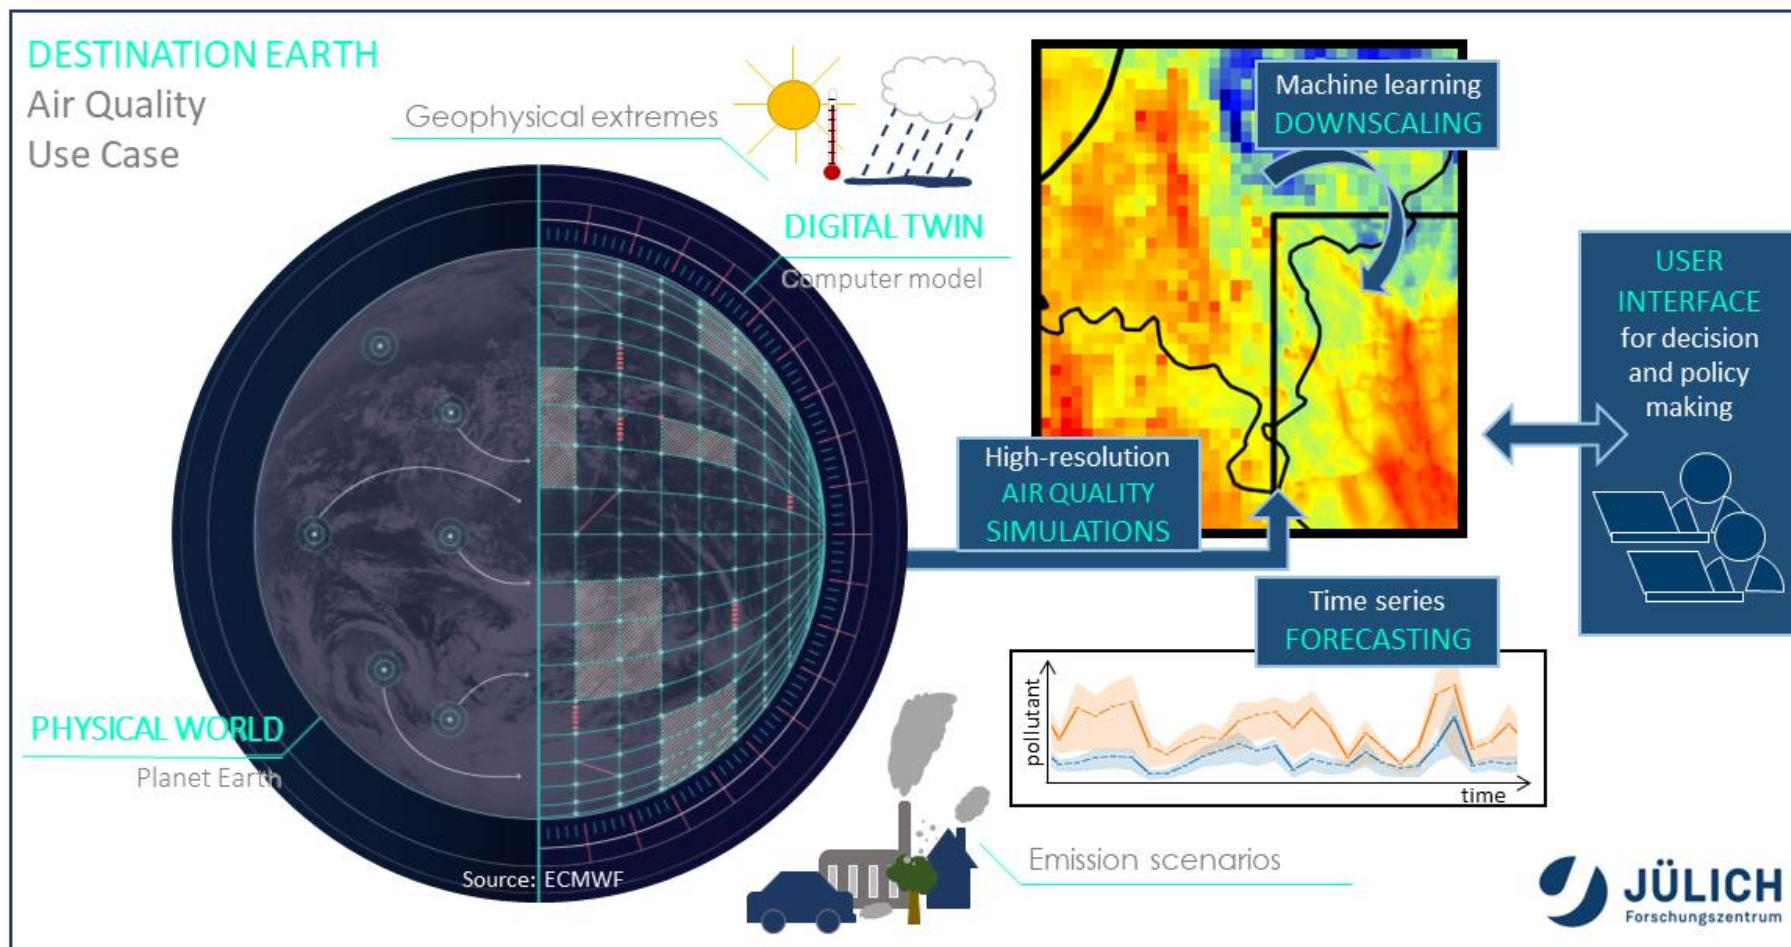 DESTINATION EARTH
Air Quality
Use Case
Geophysical extremes
DIGITAL TWIN
Computer model
PHYSICAL WORLD
Planet Earth
Source: ECMWF
Machine learning
DOWNSCALING
High-resolution
AIR QUALITY
SIMULATIONS
USER
INTERFACE
for decision
and policy
making
Time series
FORECASTING
pollutant
time
Emission scenarios
JÜLICH
Forschungszentrum